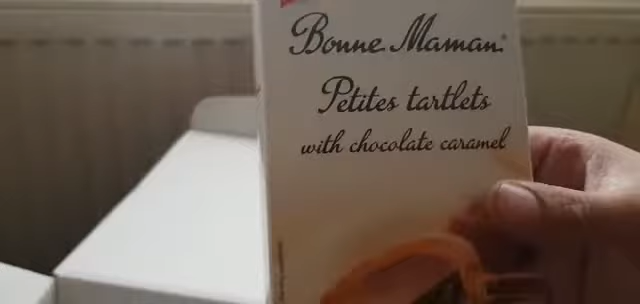 Bonne Maman
Petites tartlets
with chocolate caramel